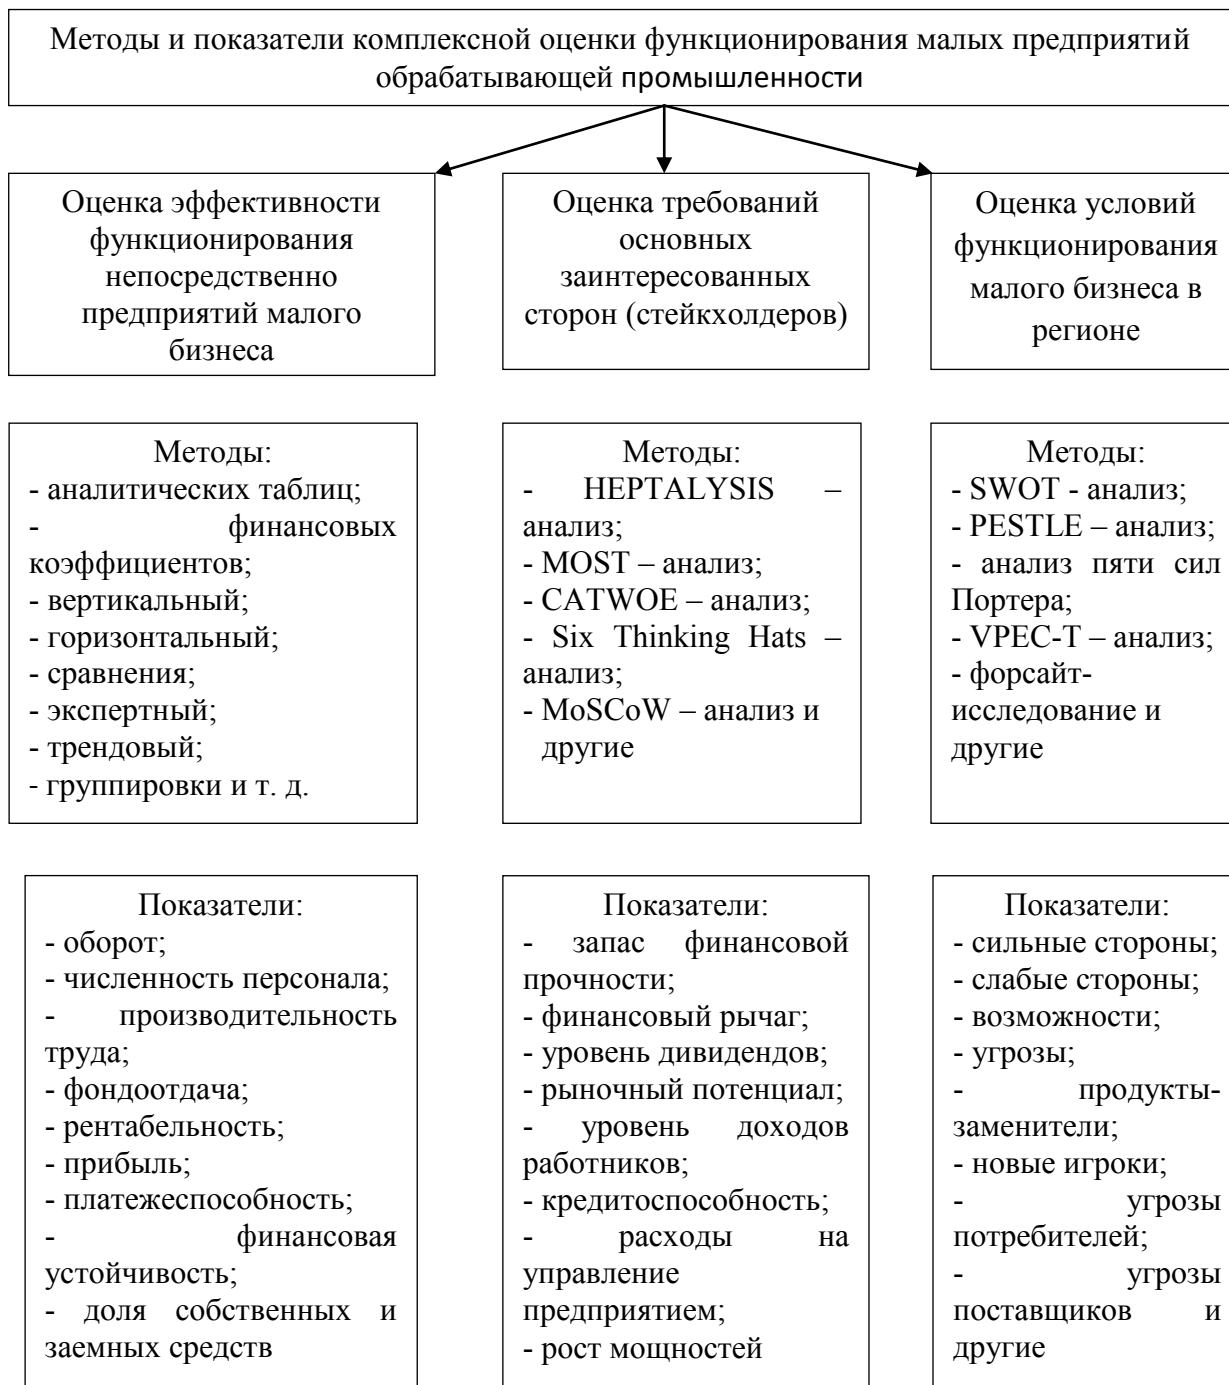 Методы и показатели комплексной оценки функционирования малых предприятий
обрабатывающей промышленности
Оценка эффективности
функционирования
непосредственно
предприятий малого
бизнеса
Оценка требований
основных
заинтересованных
сторон (стейкхолдеров)
Оценка условий
функционирования
малого бизнеса в
регионе
Методы:
- аналитических таблиц;
- финансовых
коэффициентов;
- вертикальный;
- горизонтальный;
- сравнения;
- экспертный;
- трендовый;
- группировки и т. д.
Методы:
- HEPTALYSIS –
анализ;
- MOST – анализ;
- CATWOE – анализ;
- Six Thinking Hats –
анализ;
- MoSCoW – анализ и
другие
Методы:
- SWOT - анализ;
- PESTLE – анализ;
- анализ пяти сил
Портера;
- VPEC-T – анализ;
- форсайт-
исследование и
другие
Показатели:
- оборот;
- численность персонала;
- производительность
труда;
- фондоотдача;
- рентабельность;
- прибыль;
- платежеспособность;
- финансовая
устойчивость;
- доля собственных и
заемных средств
Показатели:
- запас финансовой
прочности;
- финансовый рычаг;
- уровень дивидендов;
- рыночный потенциал;
- уровень доходов
работников;
- кредитоспособность;
- расходы на
управление
предприятием;
- рост мощностей
Показатели:
- сильные стороны;
- слабые стороны;
- возможности;
- угрозы;
- продукты-
заменители;
- новые игроки;
- угрозы
потребителей;
- угрозы
поставщиков и
другие